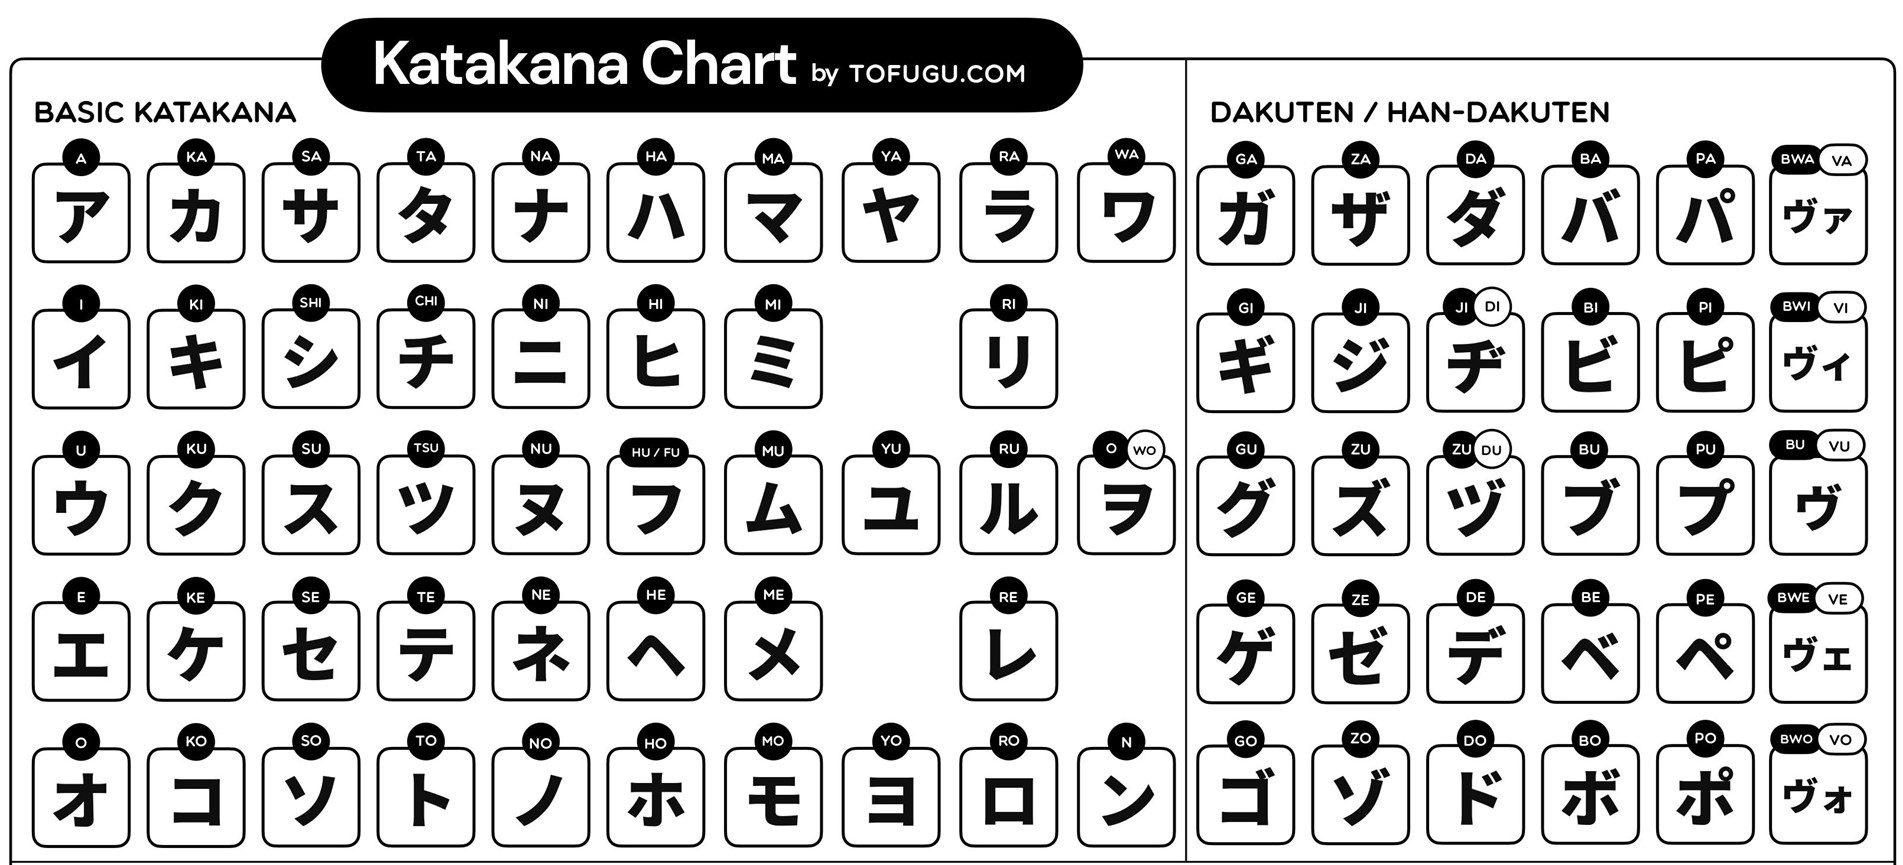 Katakana Chart by TOFUGU.COM
BASIC KATAKANA
DAKUTEN / HAN-DAKUTEN
A KA SA TA NA HA MA YA RA WA GA ZA DA BA PA BWA VA
ア カ サ タ ナ ハ マ ヤ ラ ワ ガ ザ ダ バ パ ヴァ
I KI SHI CHI NI HI MI RI GI JI JI DI BI PI BWI VI
イ キ シ チ ニ ヒ ミ リ ギ ジ ヂ ビ ピ ヴィ
U KU SU TSU NU HU / FU MU YU RU O WO GU ZU ZU DU BU PU BU VU
ウ ク ス ツ ヌ フ ム ユ ル ヲ グ ズ ヅ ブ プ ヴ
E KE SE TE NE HE ME RE GE ZE DE BE PE BWE VE
エ ケ セ テ ネ ヘ メ レ ゲ ゼ デ ベ ペ ヴェ
O KO SO TO NO HO MO YO RO N GO ZO DO BO PO BWO VO
オ コ ソ ト ノ ホ モ ヨ ロ ン ゴ ゾ ド ボ ポ ヴォ